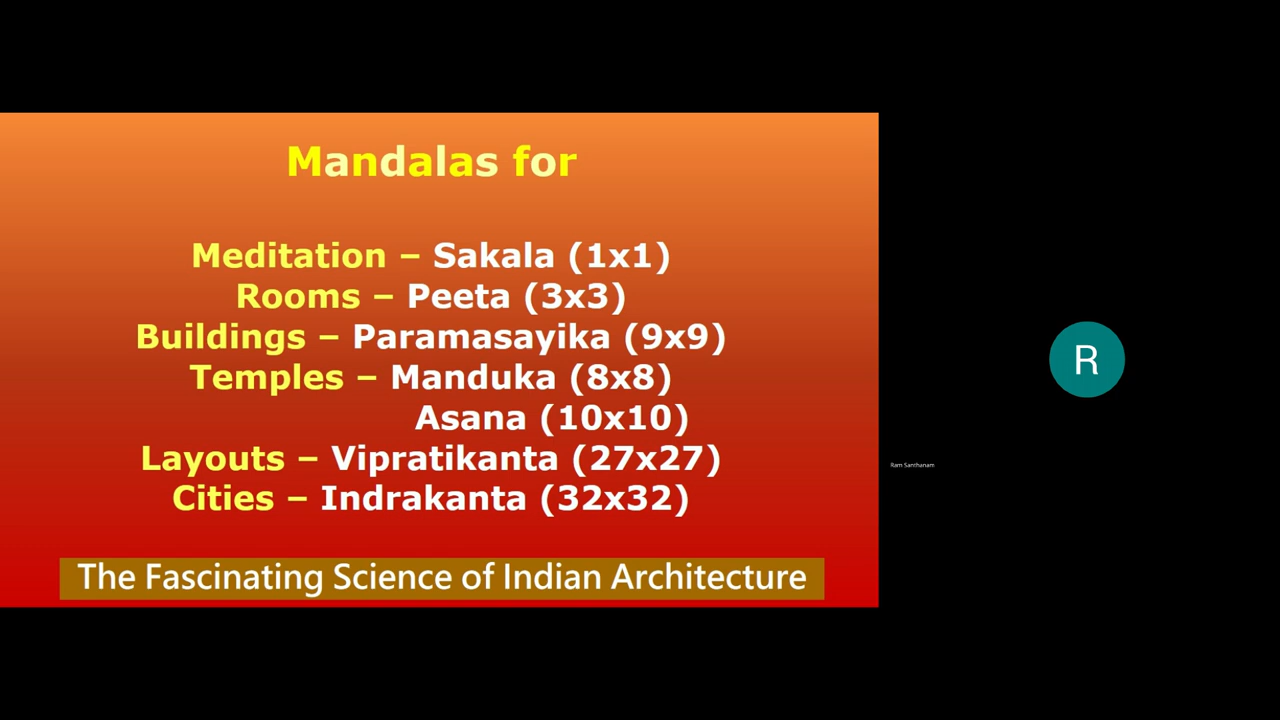 Mandalas for
Meditation – Sakala (1x1)
Rooms – Peeta (3x3)
Buildings – Paramasayika (9x9)
Temples – Manduka (8x8)
Asana (10x10)
Layouts – Vipratikanta (27x27)
Cities – Indrakanta (32x32)
The Fascinating Science of Indian Architecture
R
Ram Santhanam